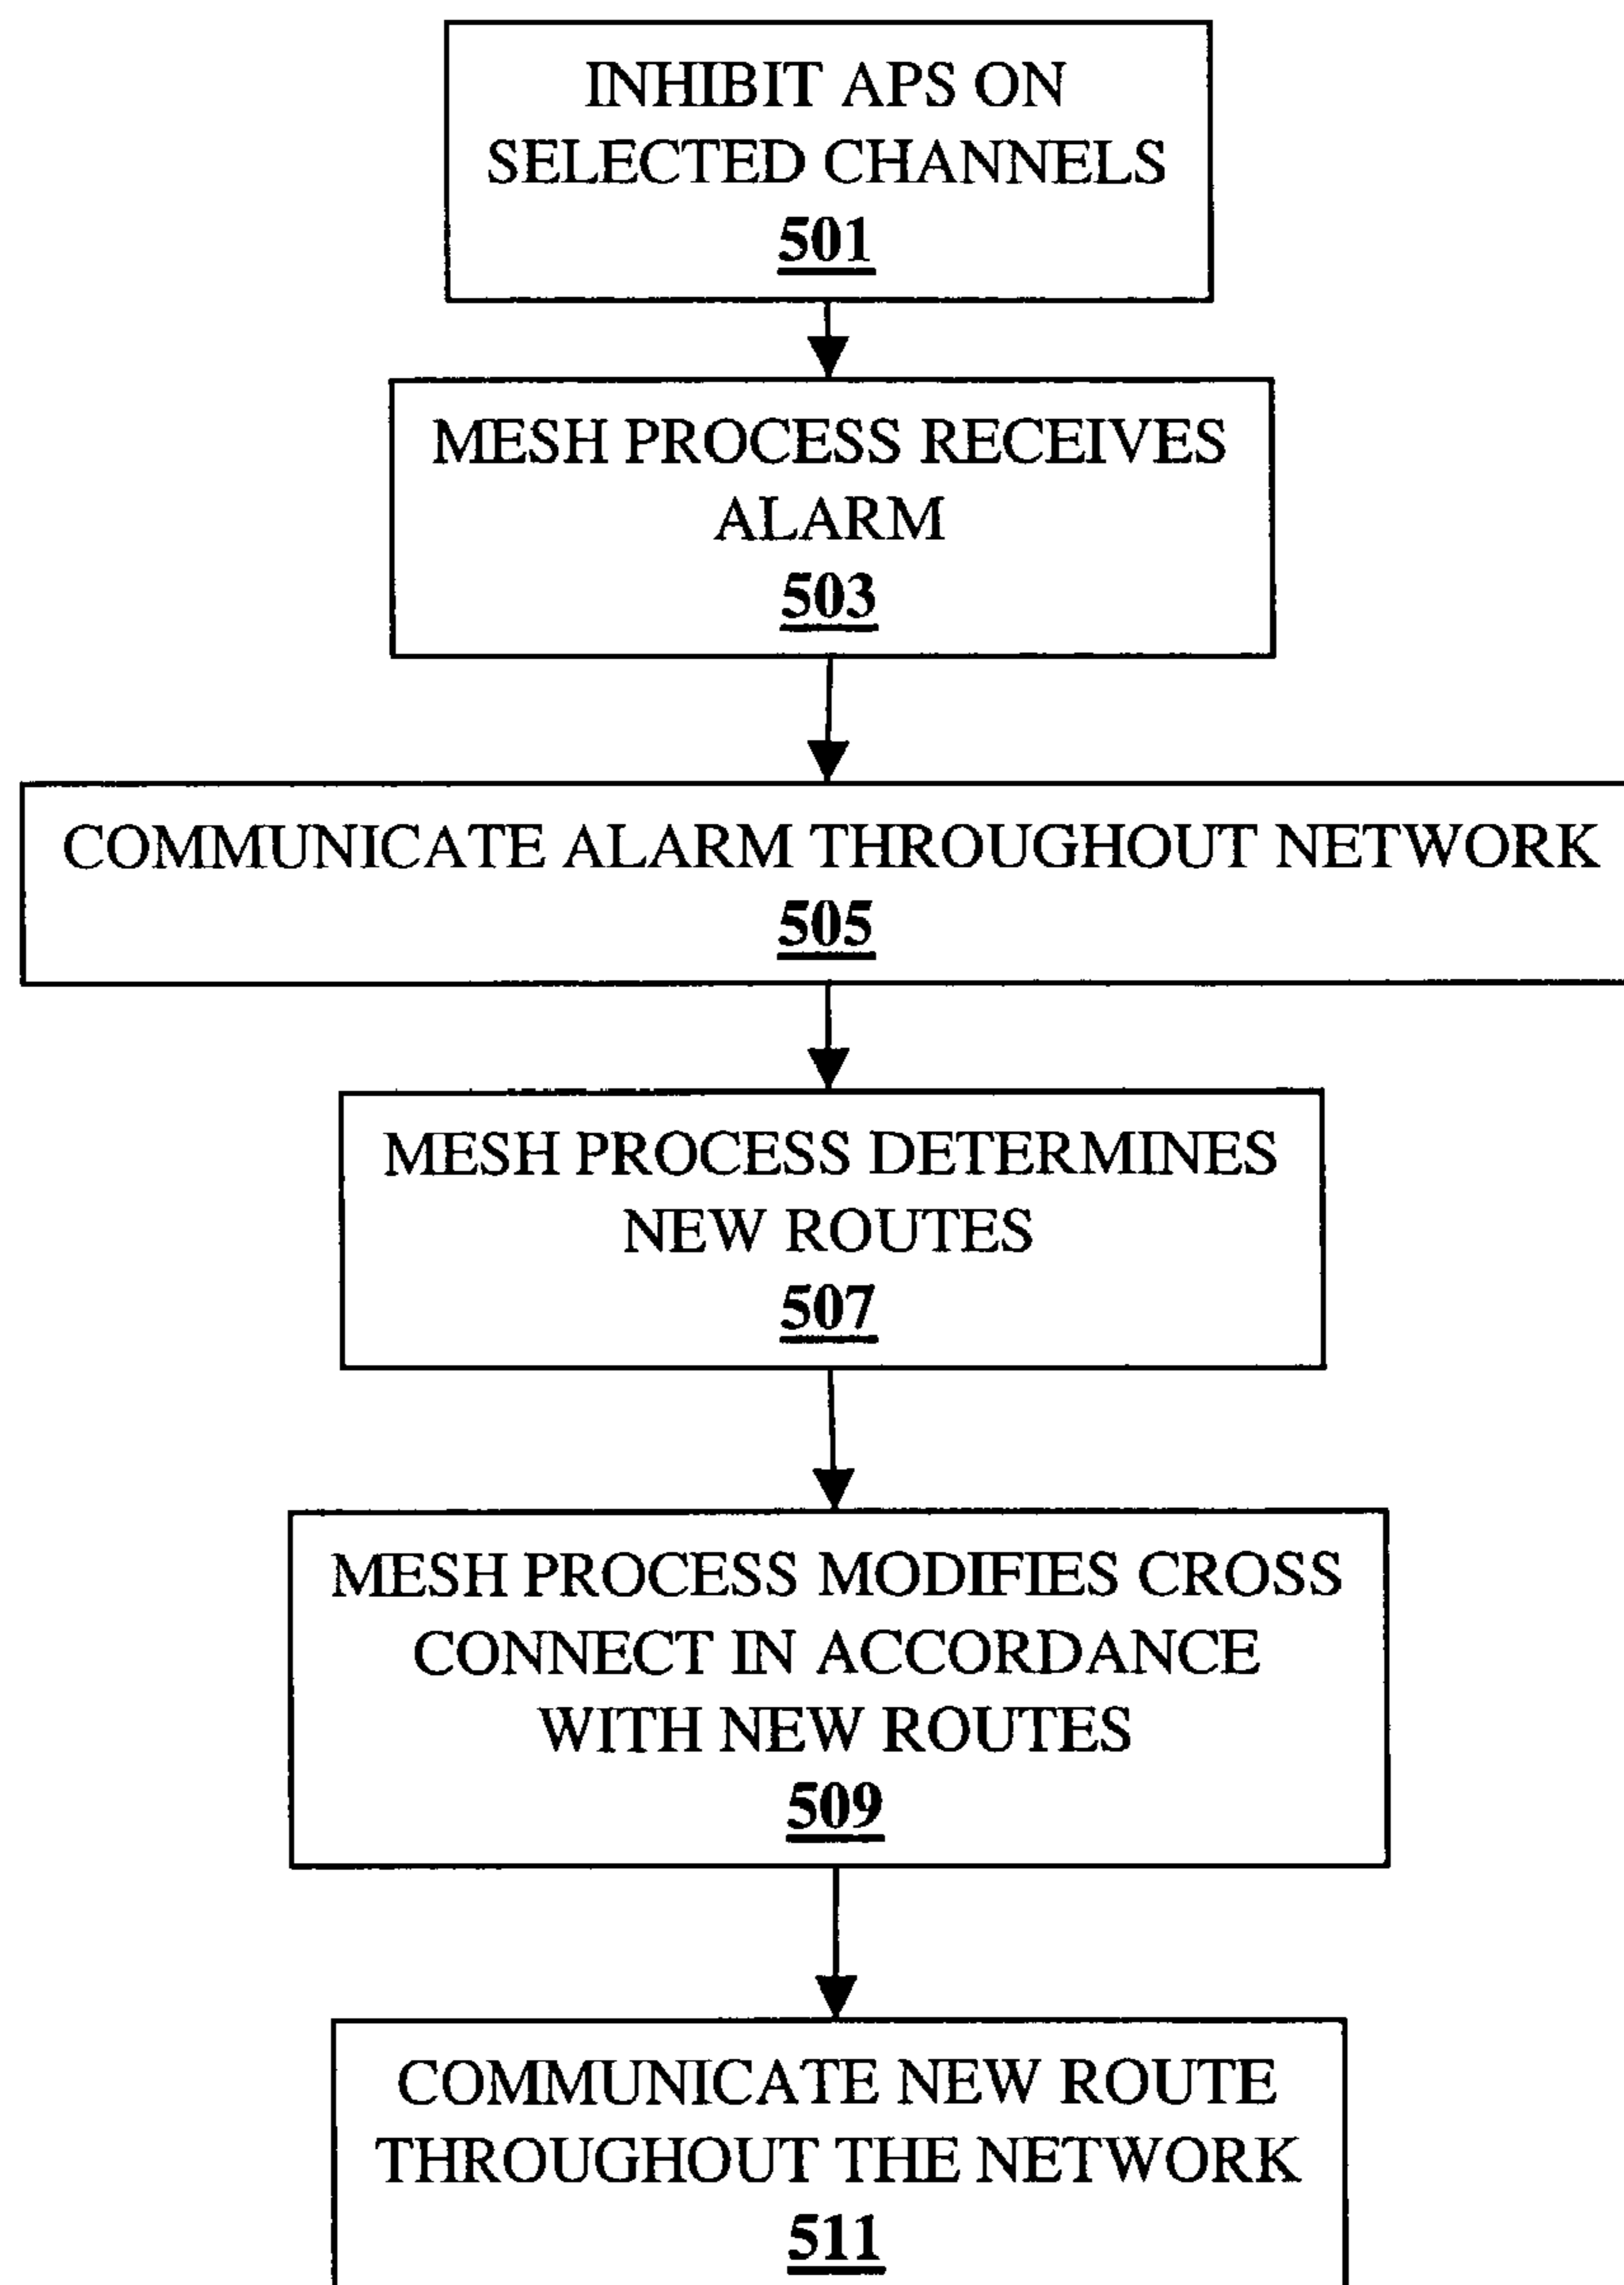 INHIBIT APS ON
SELECTED CHANNELS
501
MESH PROCESS RECEIVES
ALARM
503
COMMUNICATE ALARM THROUGHOUT NETWORK
505
MESH PROCESS DETERMINES
NEW ROUTES
507
MESH PROCESS MODIFIES CROSS
CONNECT IN ACCORDANCE
WITH NEW ROUTES
509
COMMUNICATE NEW ROUTE
THROUGHOUT THE NETWORK
511